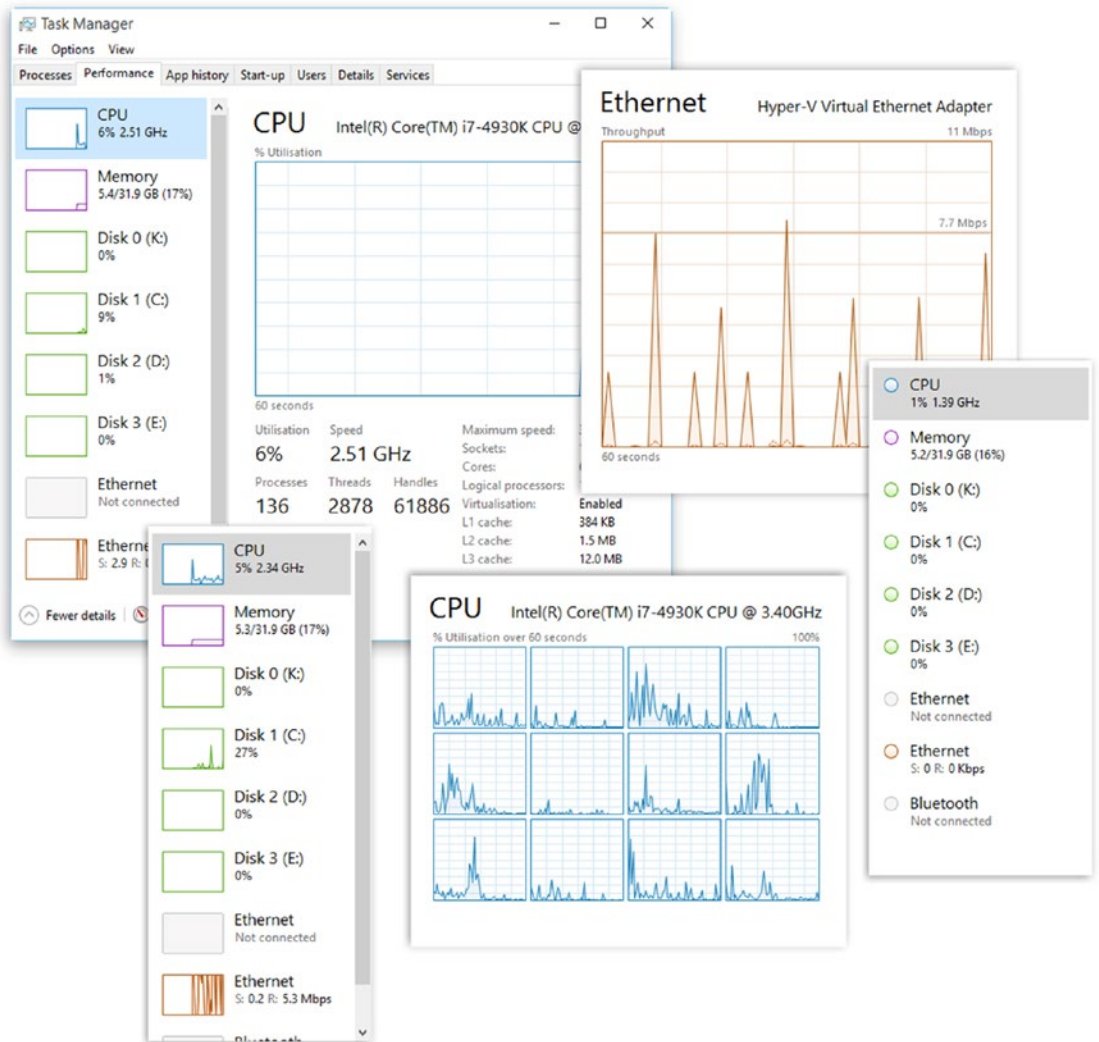 Task Manager
File Options View
Processes Performance App history Start-up Users Details Services
CPU
6% 2.51 GHz
Memory
5.4/31.9 GB (17%)
Disk 0 (K:)
0%
Disk 1 (C:)
9%
Disk 2 (D:)
1%
Disk 3 (E:)
0%
Ethernet
Not connected
S: 2.9 R:
Fewer details
CPU Intel(R) Core(TM) i7-4930K CPU @
% Utilisation
60 seconds
Utilisation Speed
6% 2.51 GHz
Processes Threads Handles
136 2878 61886
Maximum speed:
Sockets:
Cores:
Logical processors:
Virtualisation: Enabled
L1 cache: 384 KB
L2 cache: 1.5 MB
L3 cache: 12.0 MB
Ethernet Hyper-V Virtual Ethernet Adapter
Throughput 11 Mbps
7.7 Mbps
60 seconds
CPU
1% 1.39 GHz
Memory
5.2/31.9 GB (16%)
Disk 0 (K:)
0%
Disk 1 (C:)
0%
Disk 2 (D:)
0%
Disk 3 (E:)
0%
Ethernet
Not connected
Ethernet
S: 0 R: 0 Kbps
Bluetooth
Not connected
CPU
5% 2.34 GHz
Memory
5.3/31.9 GB (17%)
Disk 0 (K:)
0%
Disk 1 (C:)
27%
Disk 2 (D:)
0%
Disk 3 (E:)
0%
Ethernet
Not connected
Ethernet
S: 0.2 R: 5.3 Mbps
CPU Intel(R) Core(TM) i7-4930K CPU @ 3.40GHz
% Utilisation over 60 seconds 100%